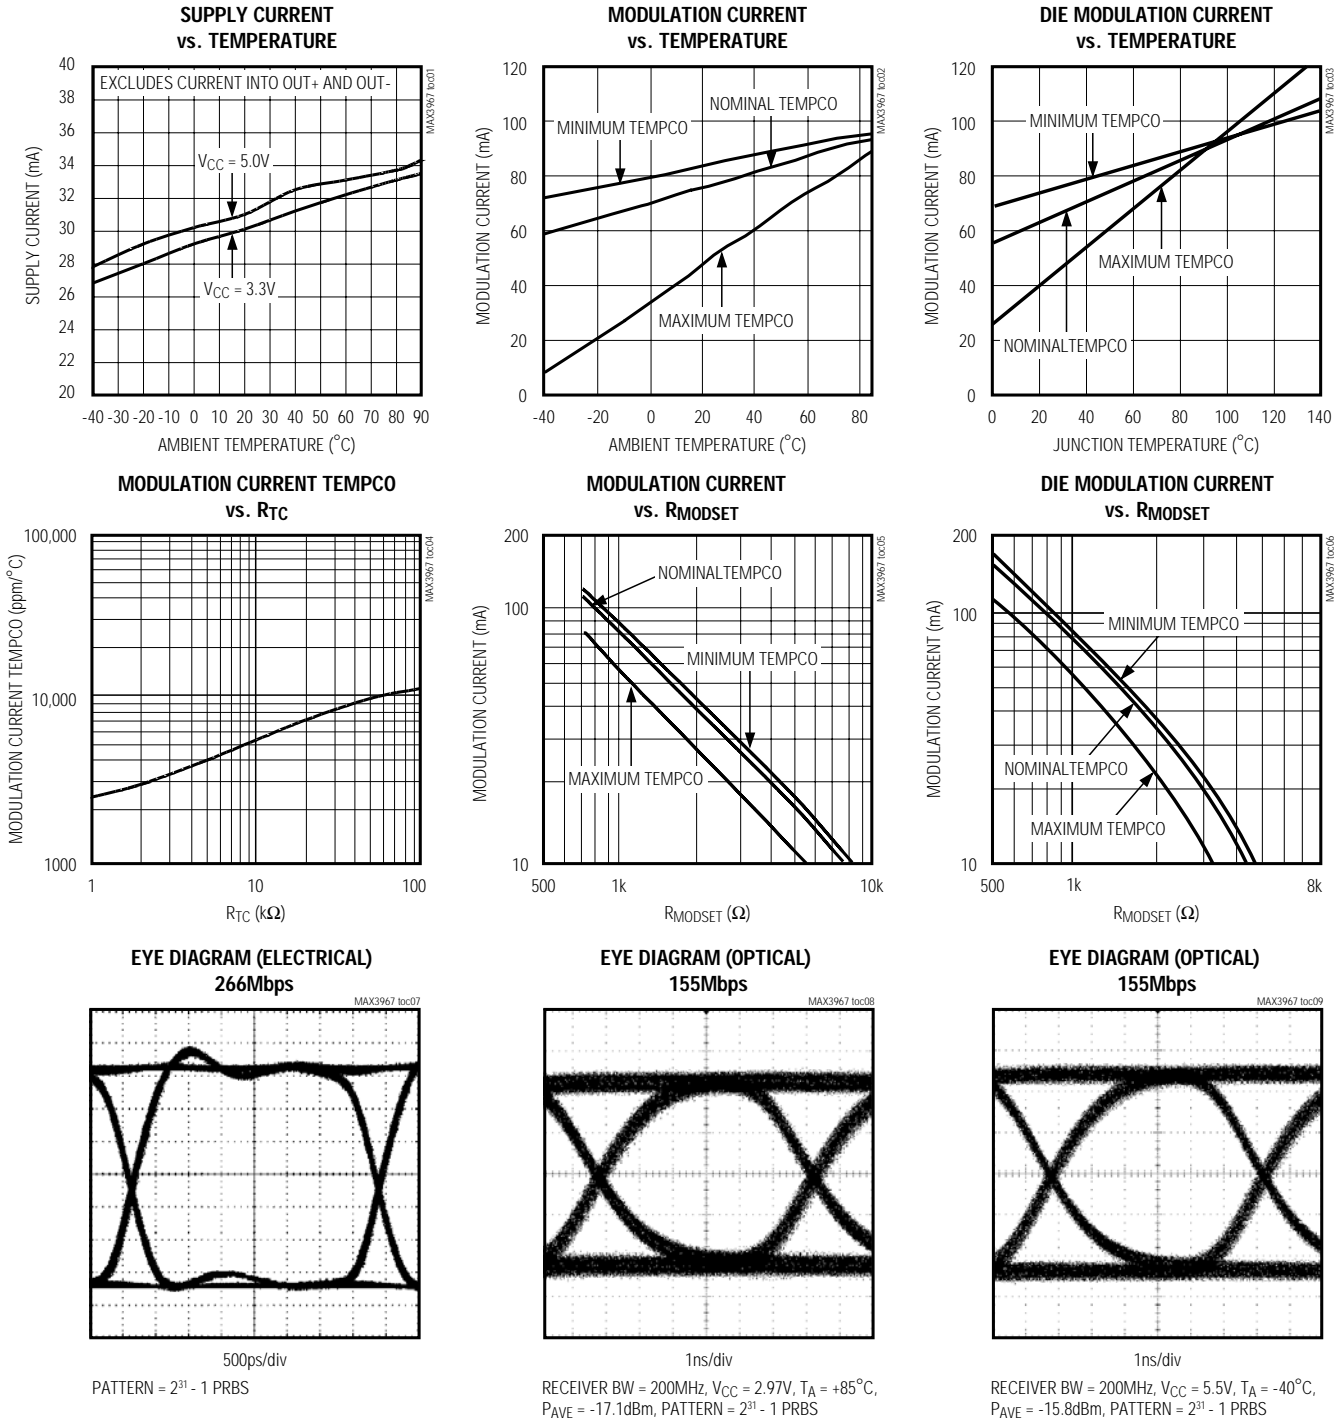 SUPPLY CURRENT
vs. TEMPERATURE
EXCLUDES CURRENT INTO OUT+ AND OUT-
VCC = 5.0V
VCC = 3.3V
SUPPLY CURRENT (mA)
40
38
36
34
32
30
28
26
24
22
20
-40 -30 -20 -10 0 10 20 30 40 50 60 70 80 90
AMBIENT TEMPERATURE (°C)
MAX3967 toc01
MODULATION CURRENT
vs. TEMPERATURE
NOMINAL TEMPCO
MINIMUM TEMPCO
MAXIMUM TEMPCO
MODULATION CURRENT (mA)
120
100
80
60
40
20
0
-40 -20 0 20 40 60 80
AMBIENT TEMPERATURE (°C)
MAX3967 toc02
DIE MODULATION CURRENT
vs. TEMPERATURE
MINIMUM TEMPCO
MAXIMUM TEMPCO
NOMINALTEMPCO
MODULATION CURRENT (mA)
120
100
80
60
40
20
0
0 20 40 60 80 100 120 140
JUNCTION TEMPERATURE (°C)
MAX3967 toc03
MODULATION CURRENT TEMPCO
vs. RTC
MODULATION CURRENT TEMPCO (ppm/°C)
100,000
10,000
1000
1 10 100
RTC (kΩ)
MAX3967 toc04
MODULATION CURRENT
vs. RMODSET
NOMINALTEMPCO
MINIMUM TEMPCO
MAXIMUM TEMPCO
MODULATION CURRENT (mA)
200
100
10
500 1k 10k
RMODSET (Ω)
MAX3967 toc05
DIE MODULATION CURRENT
vs. RMODSET
MINIMUM TEMPCO
NOMINALTEMPCO
MAXIMUM TEMPCO
MODULATION CURRENT (mA)
200
100
10
500 1k 8k
RMODSET (Ω)
MAX3967 toc06
EYE DIAGRAM (ELECTRICAL)
266Mbps
MAX3967 toc07
500ps/div
PATTERN = 2³¹ - 1 PRBS
EYE DIAGRAM (OPTICAL)
155Mbps
MAX3967 toc08
1ns/div
RECEIVER BW = 200MHz, VCC = 2.97V, TA = +85°C,
PAVE = -17.1dBm, PATTERN = 2³¹ - 1 PRBS
EYE DIAGRAM (OPTICAL)
155Mbps
MAX3967 toc09
1ns/div
RECEIVER BW = 200MHz, VCC = 5.5V, TA = -40°C,
PAVE = -15.8dBm, PATTERN = 2³¹ - 1 PRBS